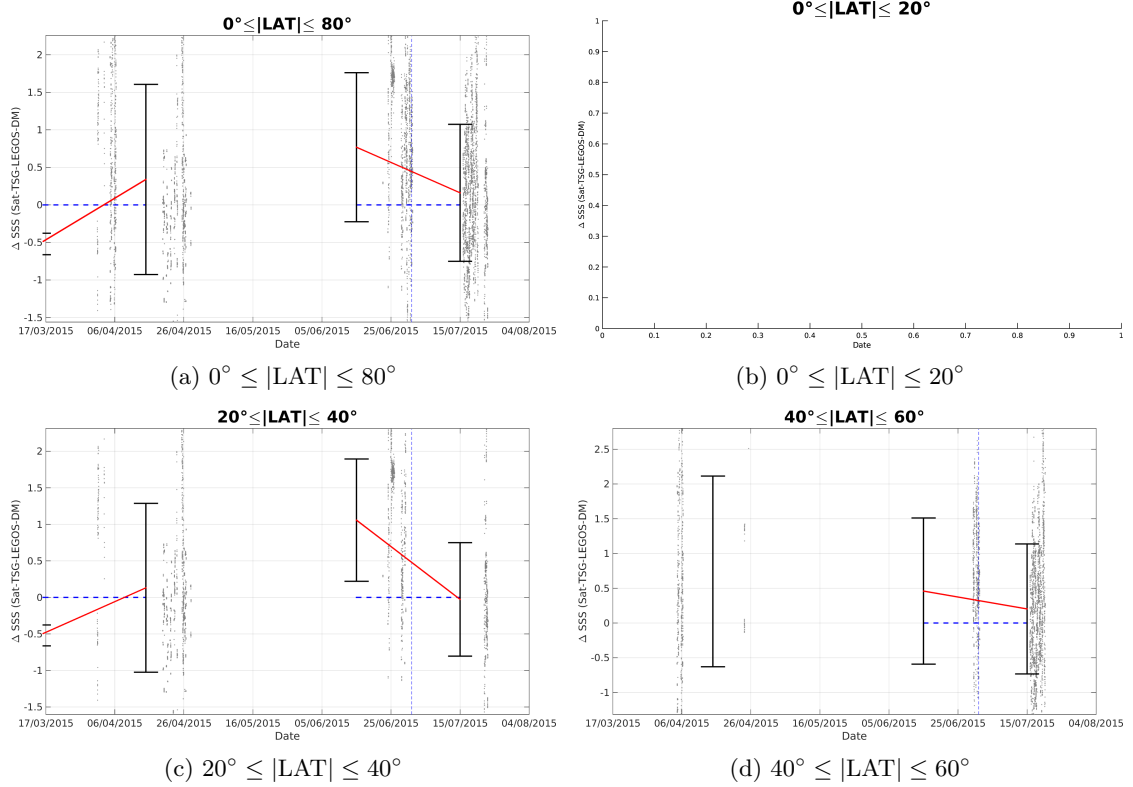 0°≤|LAT|≤ 80°
Δ SSS (Sat-TSG-LEGOS-DM)
2
1.5
1
0.5
0
-0.5
-1
-1.5
17/03/2015 06/04/2015 26/04/2015 16/05/2015 05/06/2015 25/06/2015 15/07/2015 04/08/2015
Date
(a) 0° ≤ |LAT| ≤ 80°
0°≤|LAT|≤ 20°
Δ SSS (Sat-TSG-LEGOS-DM)
1
0.9
0.8
0.7
0.6
0.5
0.4
0.3
0.2
0.1
0
0 0.1 0.2 0.3 0.4 0.5 0.6 0.7 0.8 0.9 1
Date
(b) 0° ≤ |LAT| ≤ 20°
20°≤|LAT|≤ 40°
Δ SSS (Sat-TSG-LEGOS-DM)
2
1.5
1
0.5
0
-0.5
-1
-1.5
17/03/2015 06/04/2015 26/04/2015 16/05/2015 05/06/2015 25/06/2015 15/07/2015 04/08/2015
Date
(c) 20° ≤ |LAT| ≤ 40°
40°≤|LAT|≤ 60°
Δ SSS (Sat-TSG-LEGOS-DM)
2.5
2
1.5
1
0.5
0
-0.5
-1
17/03/2015 06/04/2015 26/04/2015 16/05/2015 05/06/2015 25/06/2015 15/07/2015 04/08/2015
Date
(d) 40° ≤ |LAT| ≤ 60°